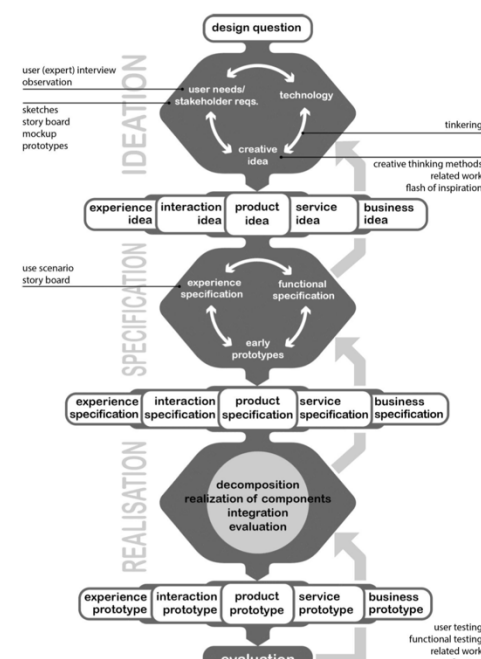 design question
IDEATION
user (expert) interview
observation
sketches
story board
mockup
prototypes
user needs/
stakeholder reqs.
technology
creative
idea
tinkering
creative thinking methods
related work
flash of inspiration
experience
idea
interaction
idea
product
idea
service
idea
business
idea
SPECIFICATION
use scenario
story board
experience
specification
functional
specification
early
prototypes
experience
specification
interaction
specification
product
specification
service
specification
business
specification
REALISATION
decomposition
realization of components
integration
evaluation
experience
prototype
interaction
prototype
product
prototype
service
prototype
business
prototype
user testing
functional testing
related work
evaluation